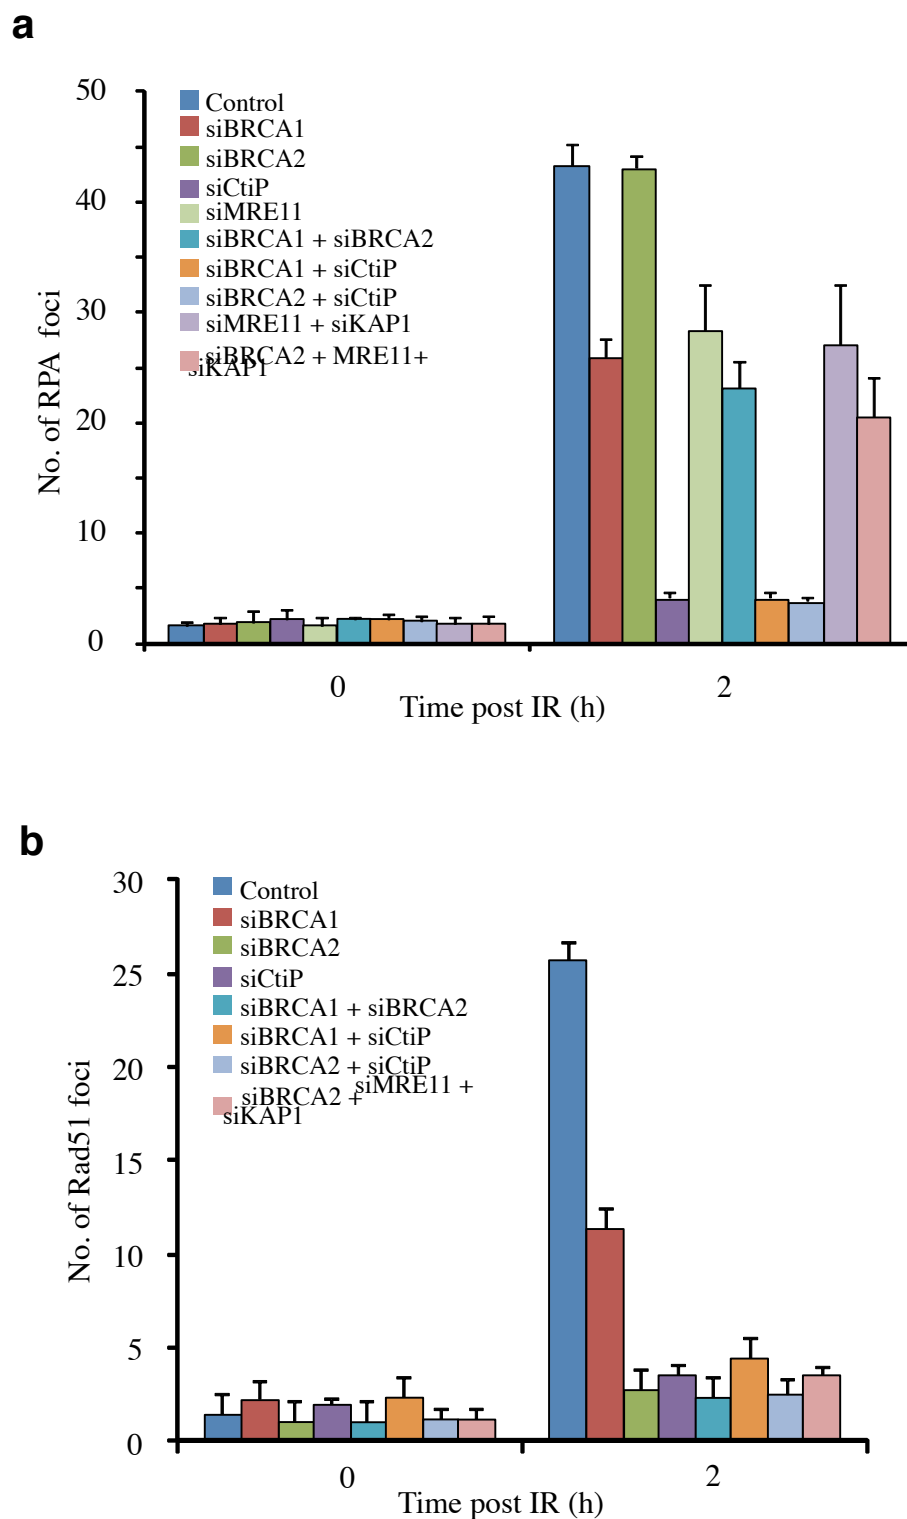 a
50
40
30
20
10
0
No. of RPA foci
Control
siBRCA1
siBRCA2
siCtiP
siMRE11
siBRCA1 + siBRCA2
siBRCA1 + siCtiP
siBRCA2 + siCtiP
siMRE11 + siKAP1
siBRCA2 + MRE11+
siKAP1
0
2
Time post IR (h)
b
30
25
20
15
10
5
0
No. of Rad51 foci
Control
siBRCA1
siBRCA2
siCtiP
siBRCA1 + siBRCA2
siBRCA1 + siCtiP
siBRCA2 + siCtiP
siBRCA2 + siMRE11 +
siKAP1
0
2
Time post IR (h)